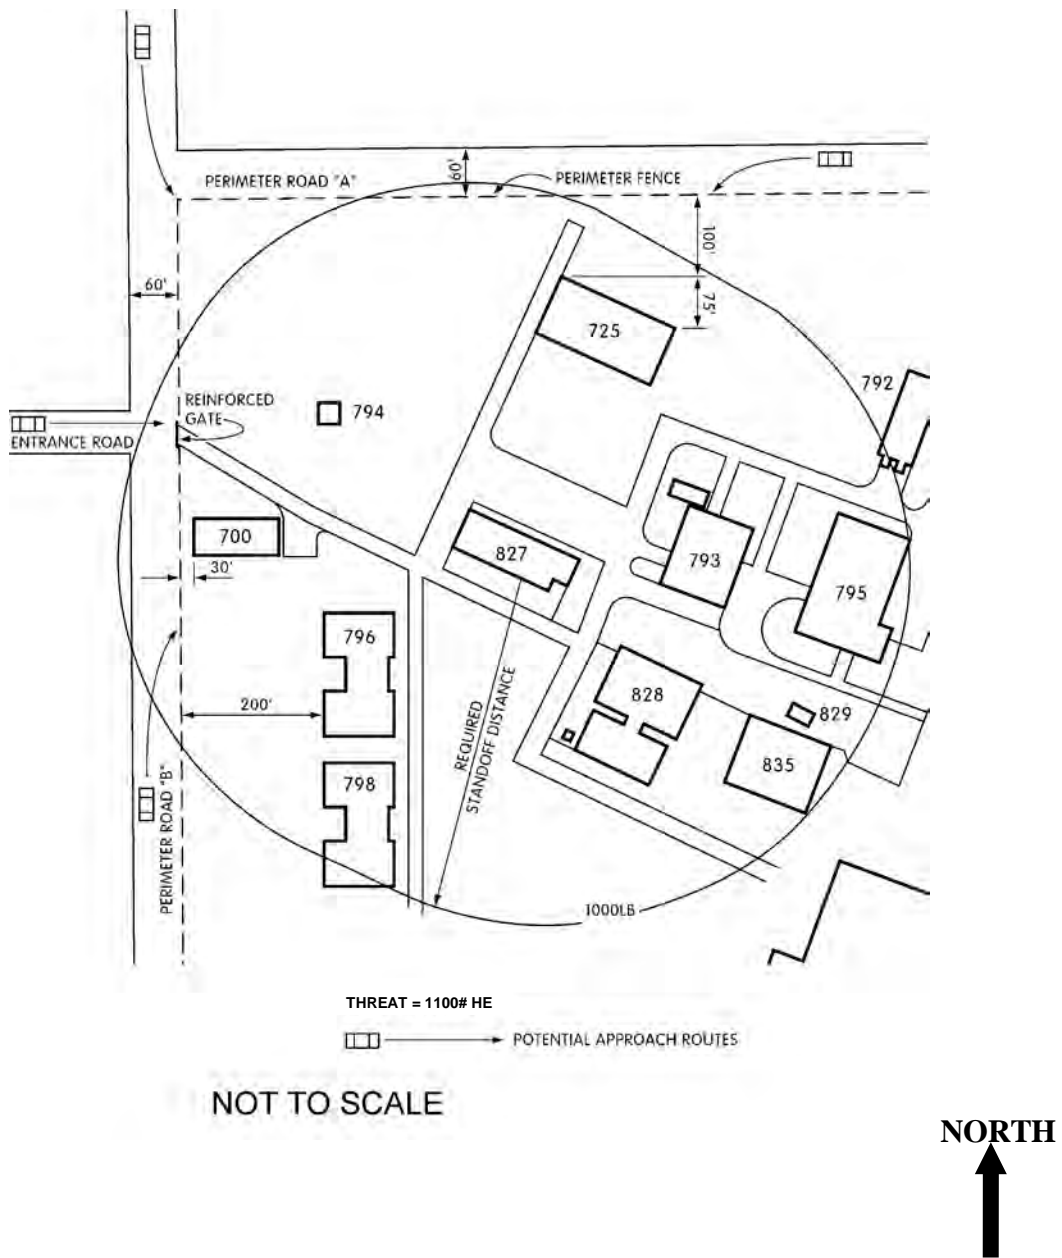 PERIMETER ROAD "A"
60'
PERIMETER FENCE
100'
60'
75'
725
792
REINFORCED
GATE
794
ENTRANCE ROAD
700
827
793
30'
795
796
200'
REQUIRED
STANDOFF DISTANCE
828
829
835
798
PERIMETER ROAD "B"
1000LB
THREAT = 1100# HE
POTENTIAL APPROACH ROUTES
NOT TO SCALE
NORTH